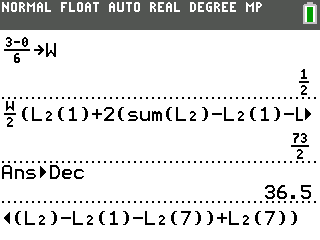 NORMAL FLOAT AUTO REAL DEGREE MP
3-0/6→W
1/2
W/2(L₂(1)+2(sum(L₂)-L₂(1)-L▶
73/2
Ans▶Dec
36.5
◀(L₂)-L₂(1)-L₂(7))+L₂(7))